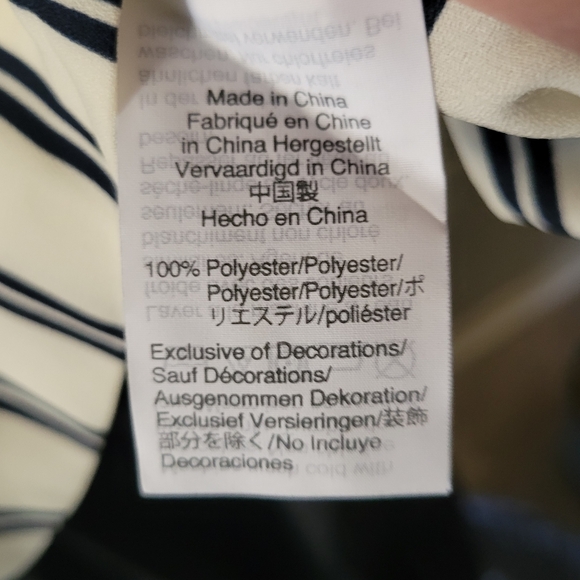 Made in China
Fabriqué en Chine
in China Hergestellt
Vervaardigd in China
中国製
Hecho en China
100% Polyester/Polyester/
Polyester/Polyester/ポ
リエステル/poliéster
Exclusive of Decorations/
Sauf Décorations/
Ausgenommen Dekoration/
Exclusief Versieringen/装飾
部分を除く/No Incluye
Decoraciones